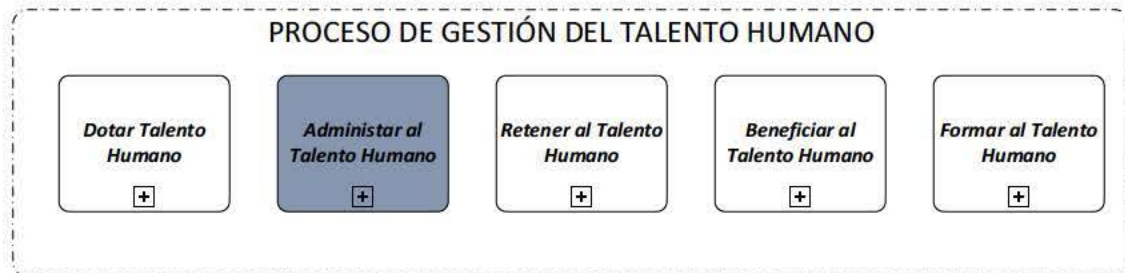 PROCESO DE GESTIÓN DEL TALENTO HUMANO
Dotar Talento
Humano
Administar al
Talento Humano
Retener al Talento
Humano
Beneficiar al
Talento Humano
Formar al Talento
Humano